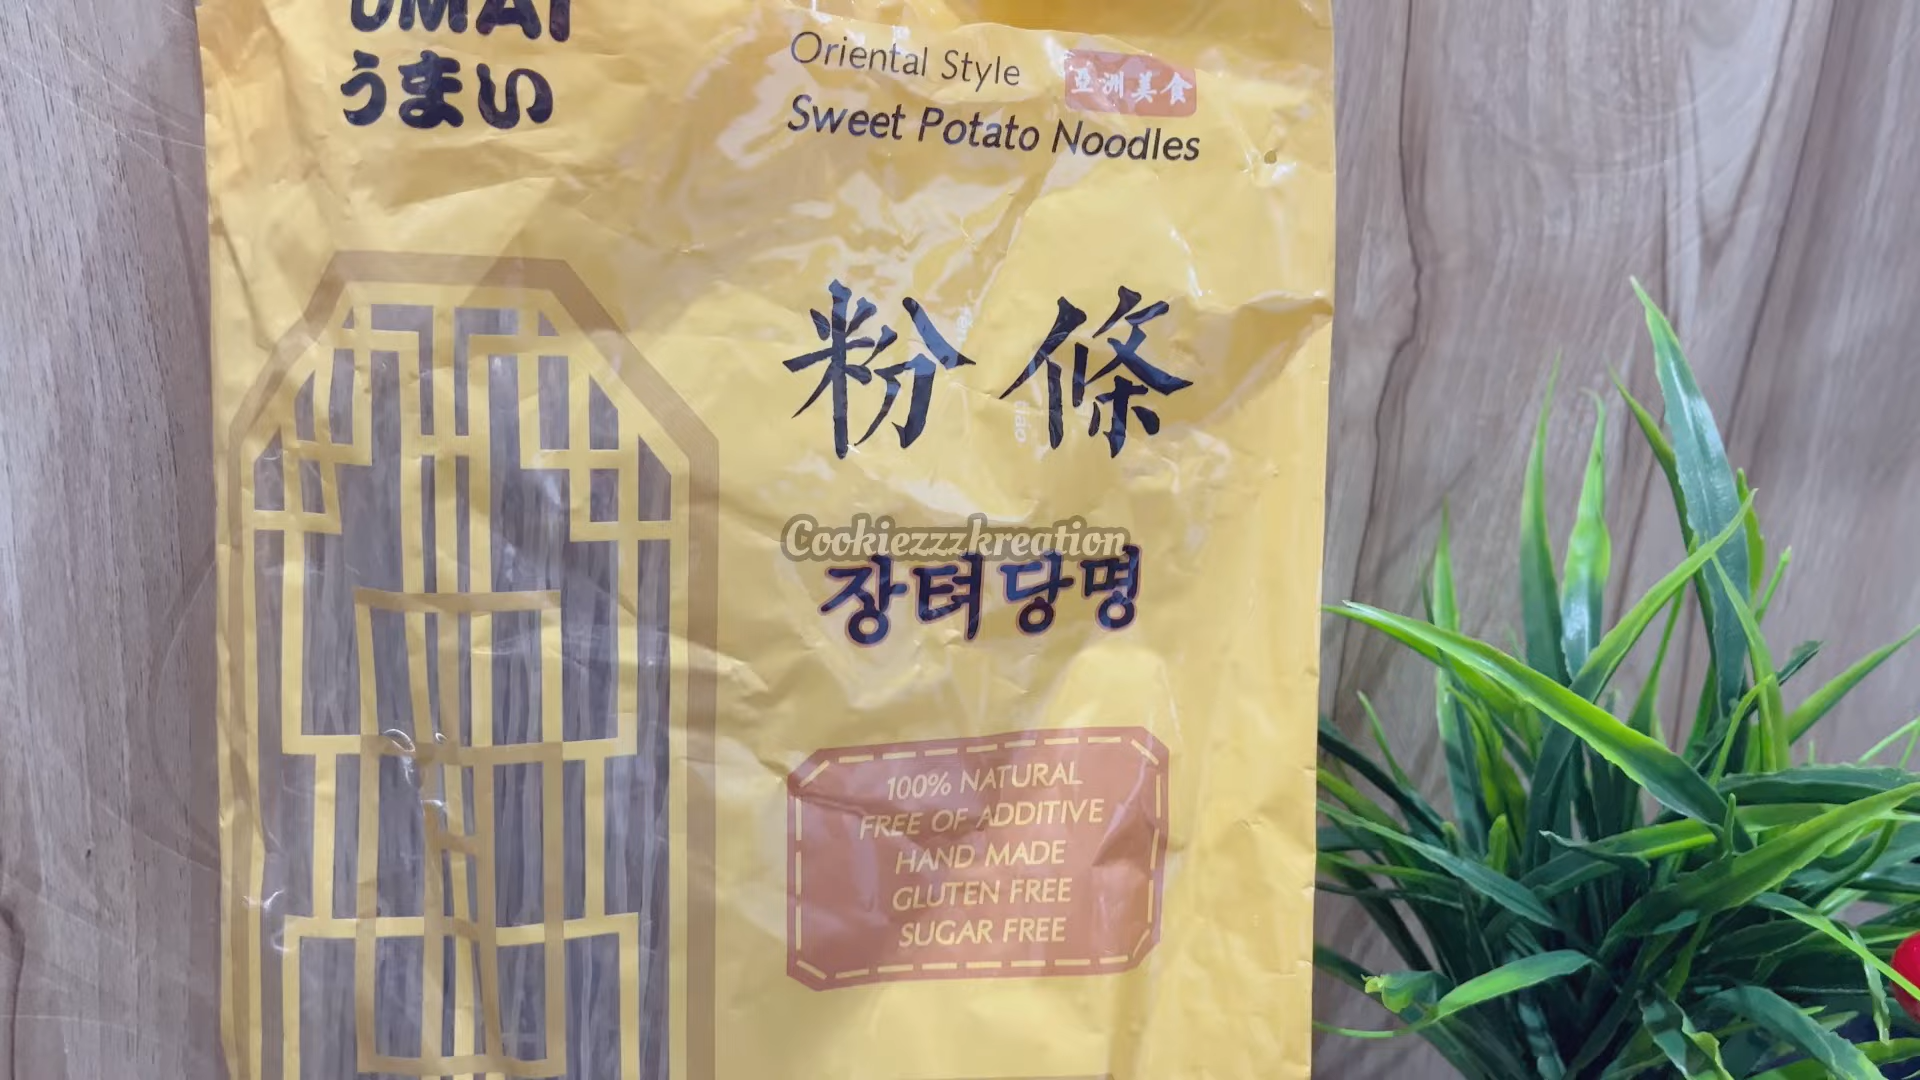 UMAI
うまい
Oriental Style
亞洲美食
Sweet Potato Noodles
粉條
Cookiezzzkreation
장텨당명
100% NATURAL
FREE OF ADDITIVE
HAND MADE
GLUTEN FREE
SUGAR FREE